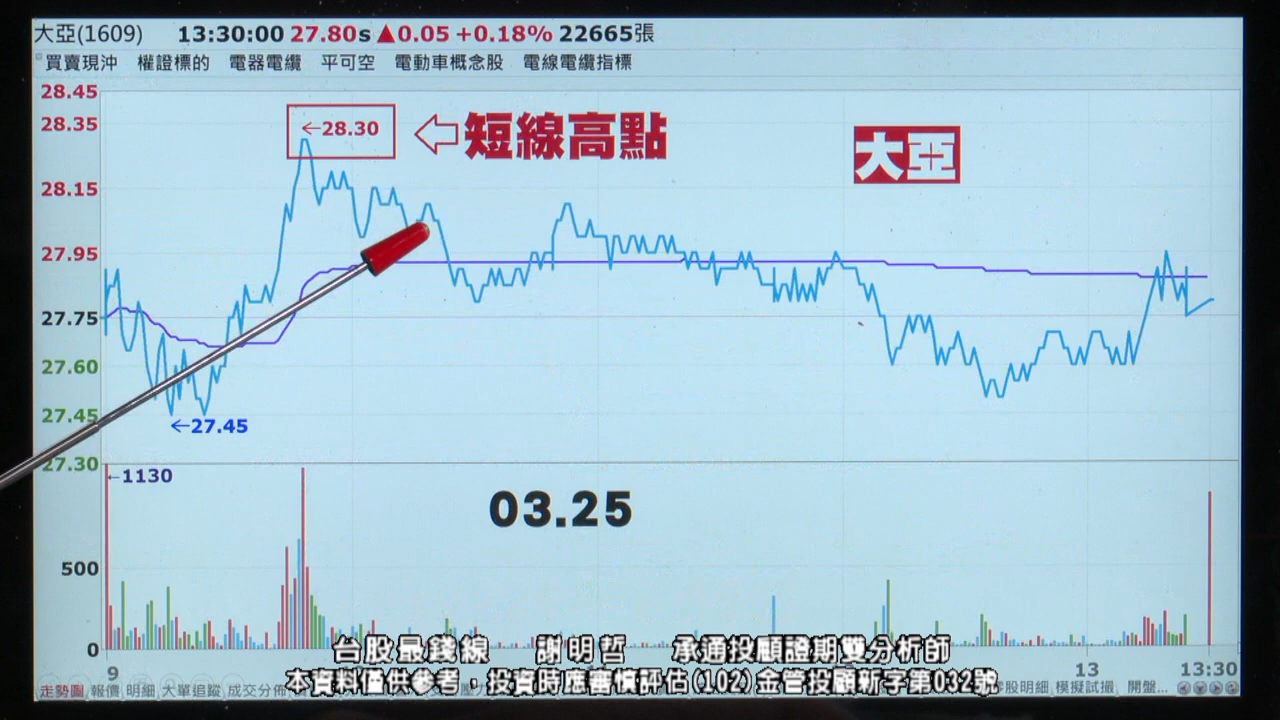 大亞(1609) 13:30:00 27.80s ▲0.05 +0.18% 22665張
買賣現沖 權證標的 電器電纜 平可空 電動車概念股 電線電纜指標
28.45
28.35
←28.30
短線高點
大亞
28.15
27.95
27.75
27.60
27.45
←27.45
27.30
←1130
03.25
500
0
9
13
13:30
台股最錢線 謝明哲 承通投顧證期雙分析師
走勢圖 報價 明細 大單追蹤 成交分佈
本資料僅供參考，投資時應審慎評估(102)金管投顧新字第032號
股明細 模擬試撮 開盤...